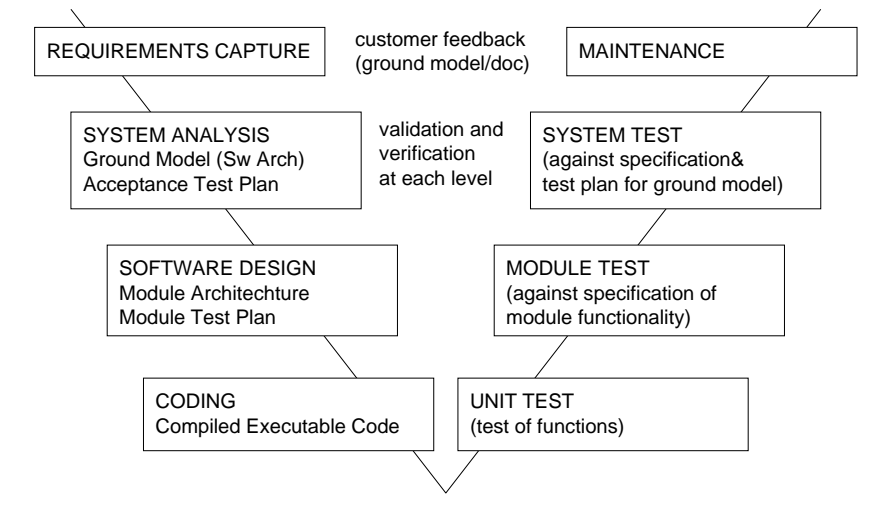 REQUIREMENTS CAPTURE
customer feedback
(ground model/doc)
MAINTENANCE
SYSTEM ANALYSIS
Ground Model (Sw Arch)
Acceptance Test Plan
validation and
verification
at each level
SYSTEM TEST
(against specification&
test plan for ground model)
SOFTWARE DESIGN
Module Architechture
Module Test Plan
MODULE TEST
(against specification of
module functionality)
CODING
Compiled Executable Code
UNIT TEST
(test of functions)